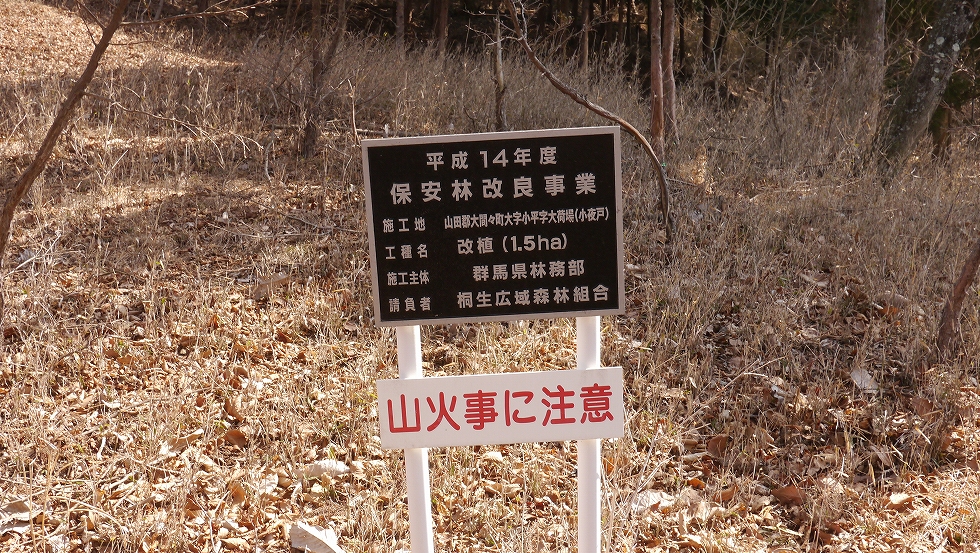 平成14年度
保安林改良事業
施工地 山田郡大間々町大字小平字大荷場(小夜戸)
工種名 改植(1.5ha)
施工主体 群馬県林務部
請負者 桐生広域森林組合
山火事に注意